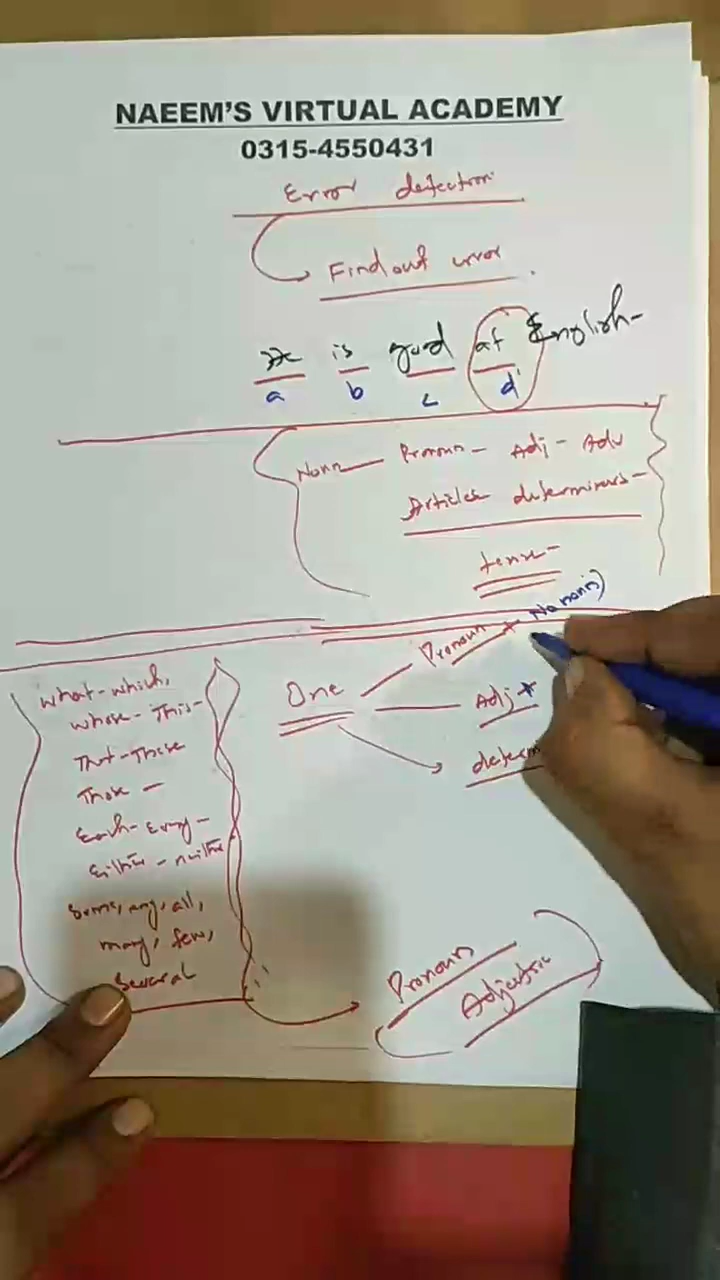 NAEEM'S VIRTUAL ACADEMY
0315-4550431
Error detection
Find out error
He is good at English-
a b c d
Noun — Pronoun - Adj - Adv
Articles determiners -
tense -
Pronoun + No noun)
One
Adj +
determ
what - which,
whose - This -
That - These
Those -
Each - Every -
Either - neither
Some, any, all,
many, few,
Several
Pronoun
Adjective